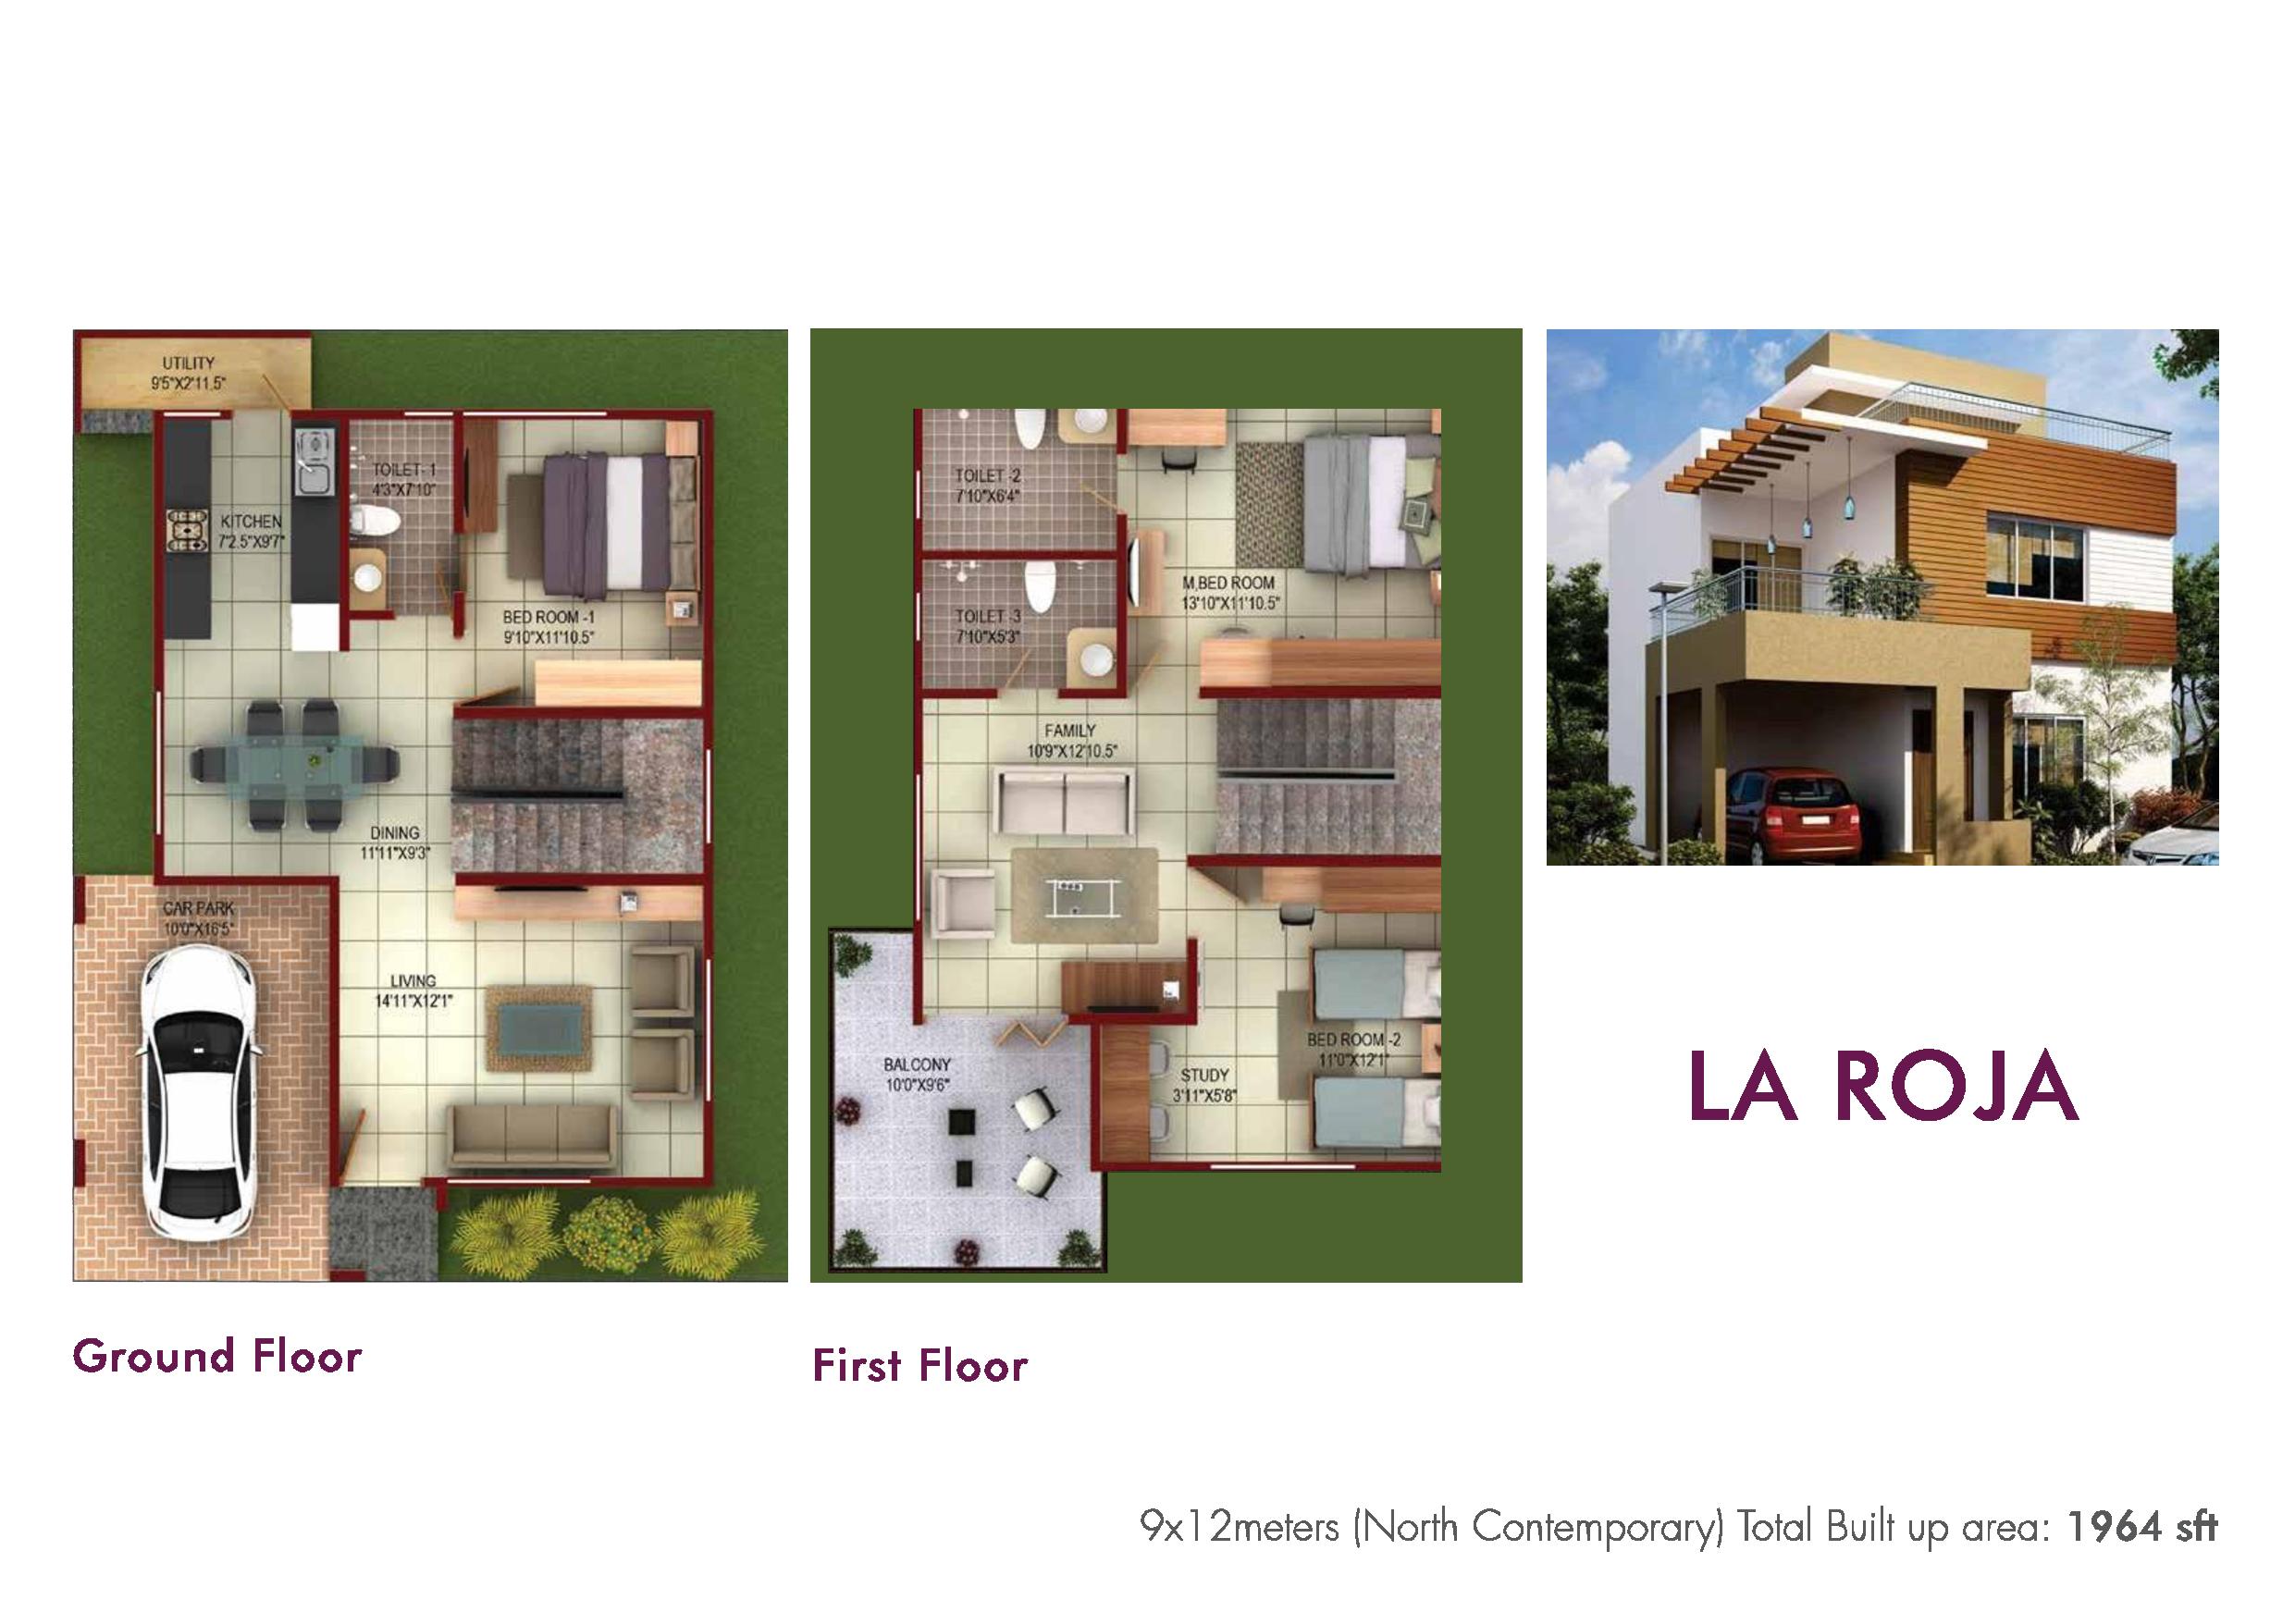 UTILITY
9'5"X2'11.5"
TOILET- 1
4'3"X7'10"
KITCHEN
7'2.5"X9'7"
BED ROOM -1
9'10"X11'10.5"
DINING
11'11"X9'3"
CAR PARK
10'0"X16'5"
LIVING
14'11"X12'1"
Ground Floor
TOILET -2
7'10"X6'4"
M.BED ROOM
13'10"X11'10.5"
TOILET -3
7'10"X5'3"
FAMILY
10'9"X12'10.5"
BED ROOM -2
11'0"X12'1"
BALCONY
10'0"X9'6"
STUDY
3'11"X5'8"
First Floor
LA ROJA
9x12meters (North Contemporary) Total Built up area: 1964 sft